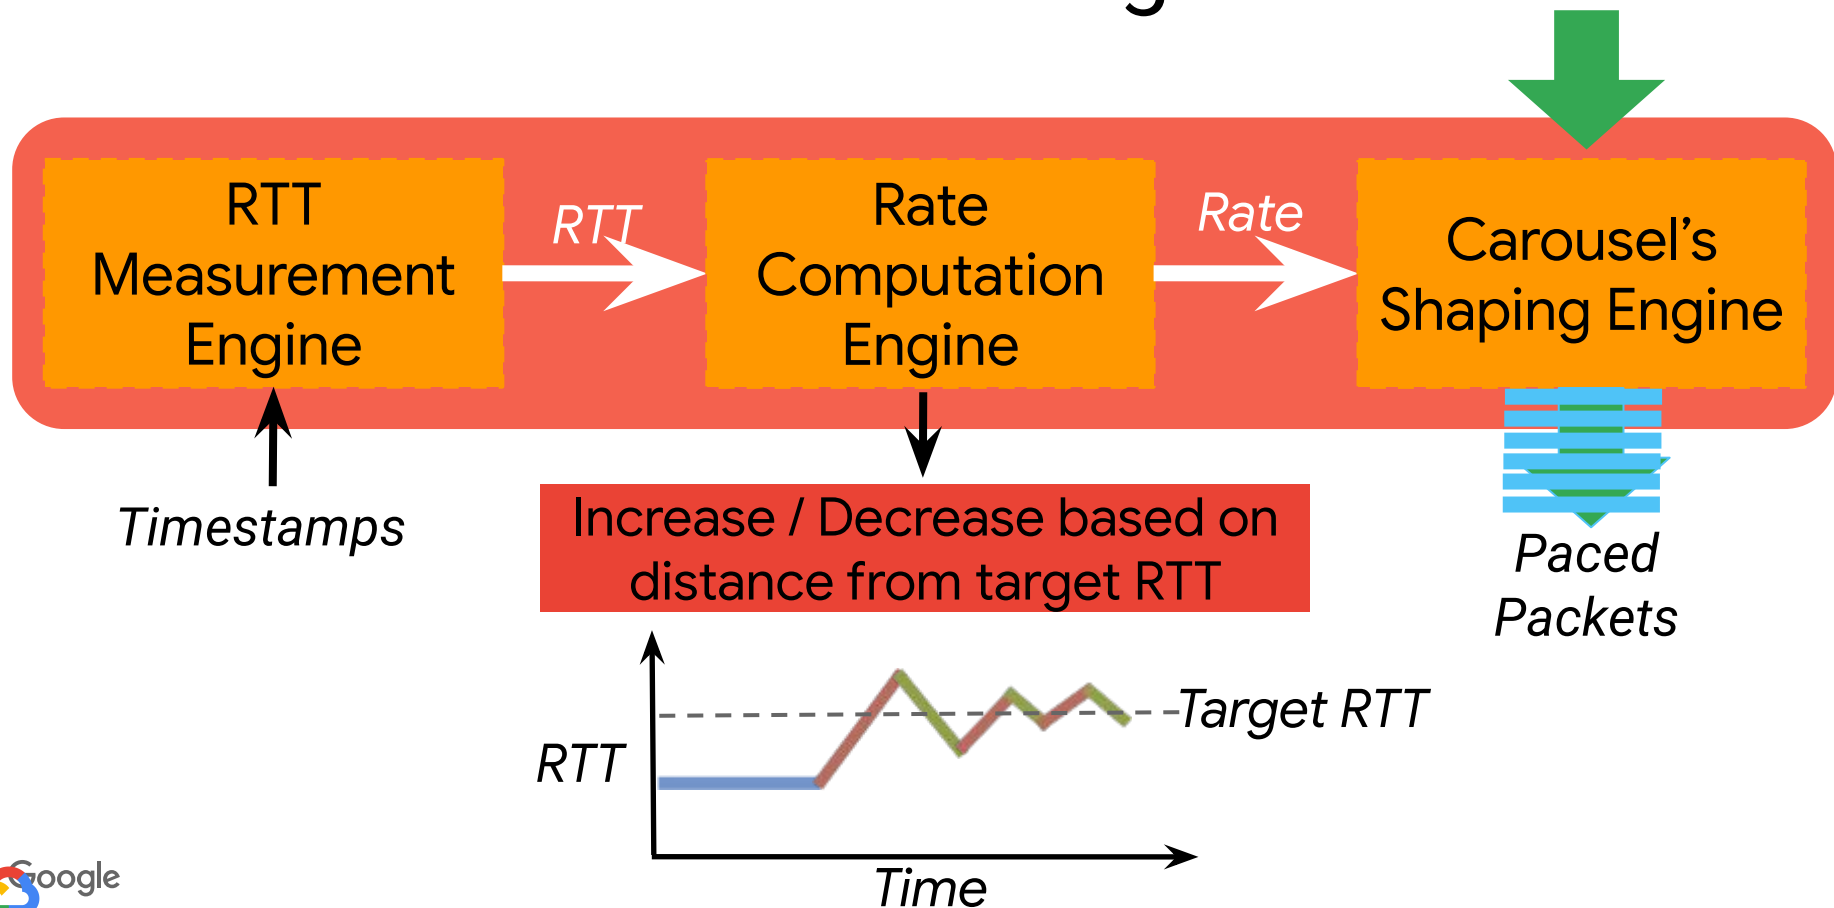 RTT
Measurement
Engine
RTT
Rate
Computation
Engine
Rate
Carousel’s
Shaping Engine
Timestamps
Increase / Decrease based on
distance from target RTT
Paced
Packets
Target RTT
RTT
Time
Google